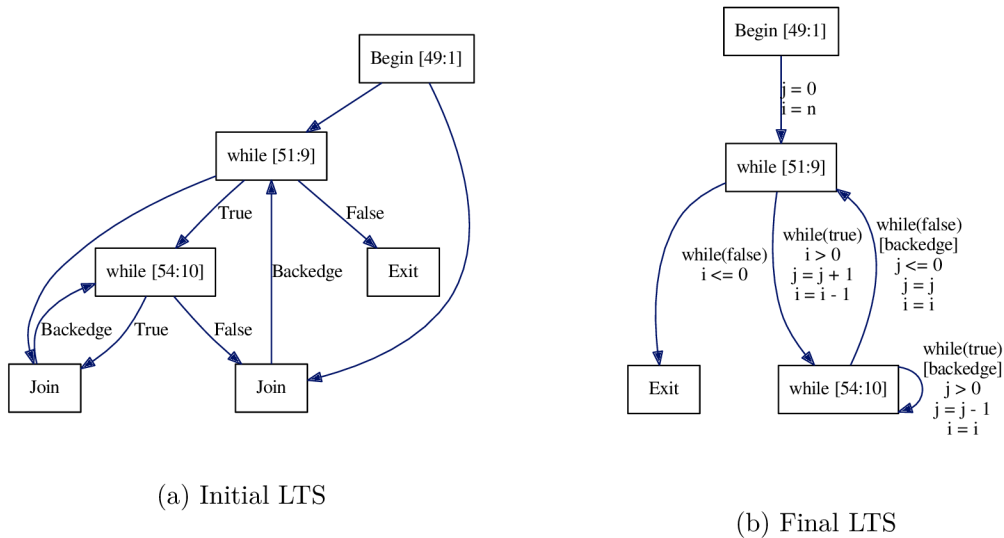 Begin [49:1]
while [51:9]
True
False
while [54:10]
Exit
Backedge
Backedge
True
False
Join
Join
(a) Initial LTS
Begin [49:1]
j = 0
i = n
while [51:9]
while(false)
i <= 0
while(true)
i > 0
j = j + 1
i = i - 1
while(false)
[backedge]
j <= 0
j = j
i = i
Exit
while [54:10]
while(true)
[backedge]
j > 0
j = j - 1
i = i
(b) Final LTS